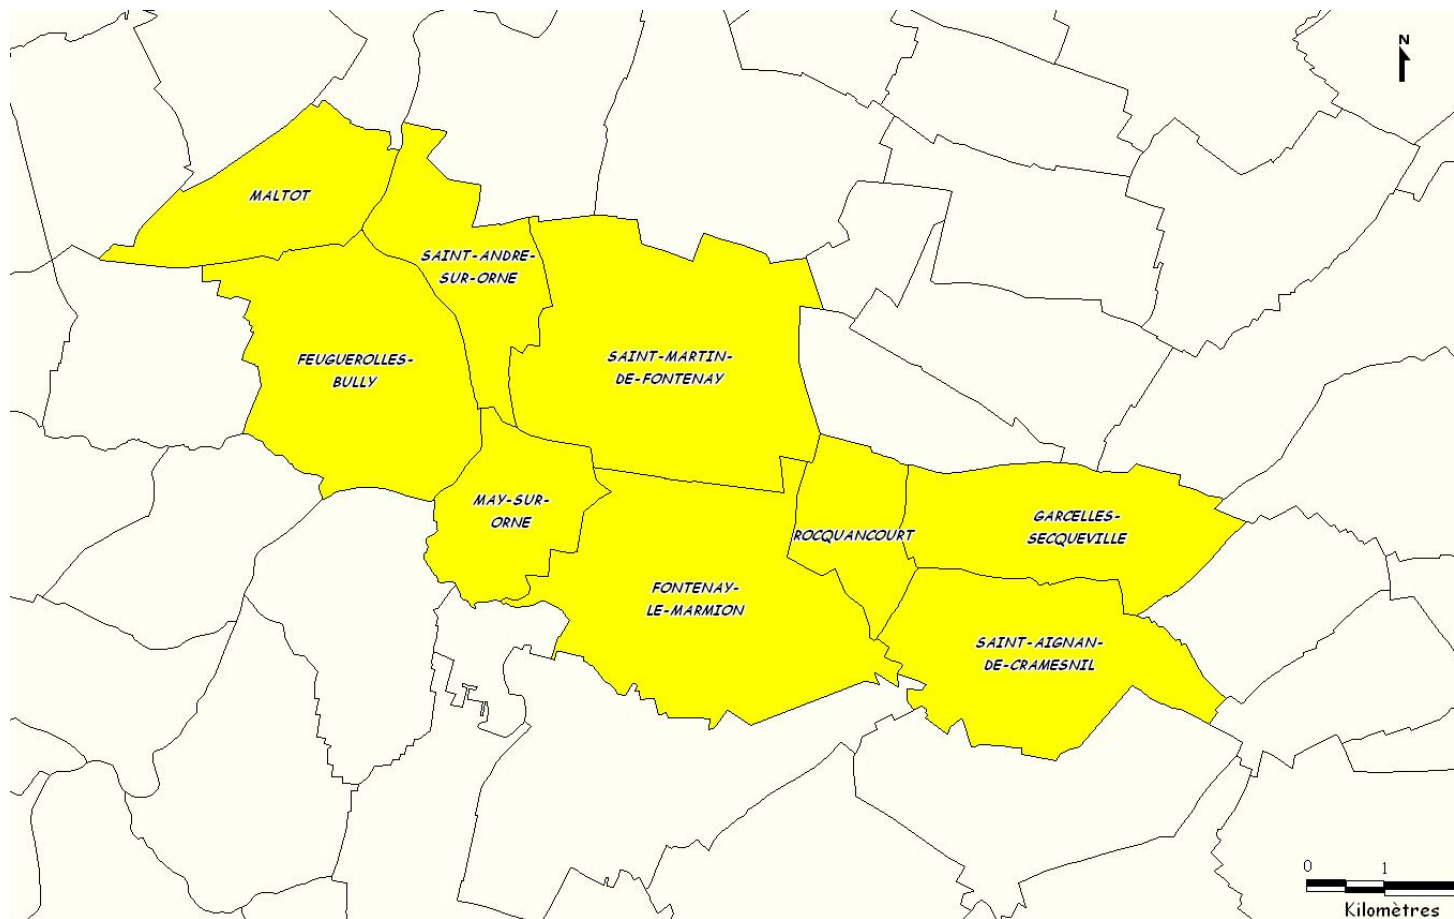 N
MALTOT
SAINT-ANDRE-
SUR-ORNE
FEUGUEROLLES-
BULLY
SAINT-MARTIN-
DE-FONTENAY
MAY-SUR-
ORNE
ROCQUANCOURT
GARCELLES-
SECQUEVILLE
FONTENAY-
LE-MARMION
SAINT-AIGNAN-
DE-CRAMESNIL
0 1
Kilomètres